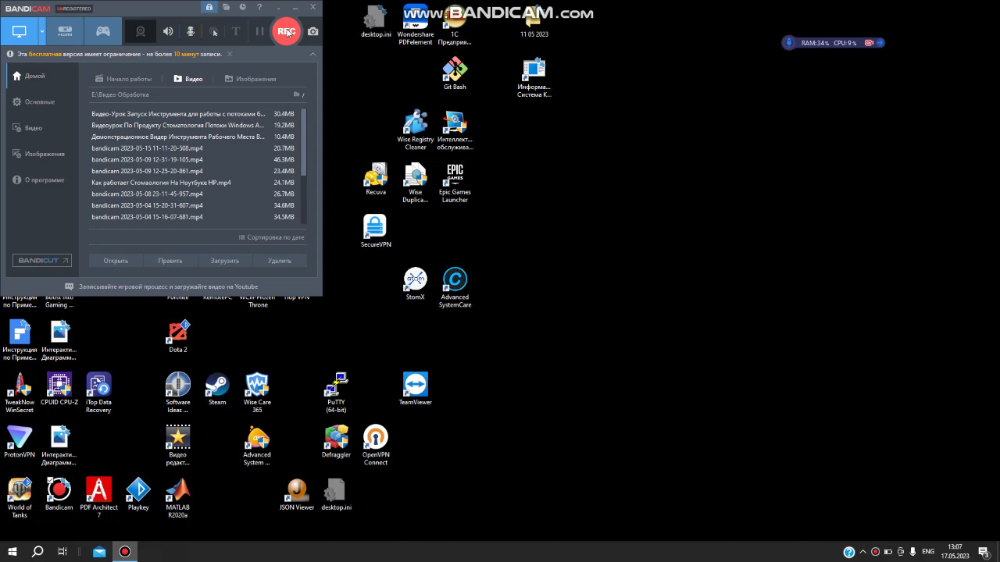 BANDICAM UNREGISTERED
www.BANDICAM.com
HDMI
REC
Эта бесплатная версия имеет ограничение - не более 10 минут записи.
Домой
Основные
Видео
Изображения
О программе
BANDICUT
Начало работы
Видео
Изображения
E:\Видео Обработка
Видео-Урок Запуск Инструмента для работы с потоками б... 30.4MB
Видеоурок По Продукту Стоматология Потоки Windows A... 19.2MB
Демонстрационное Видер Инструмента Рабочего Места В... 10.4MB
bandicam 2023-05-15 11-11-20-508.mp4 20.7MB
bandicam 2023-05-09 12-31-19-105.mp4 46.3MB
bandicam 2023-05-09 12-25-20-861.mp4 23.4MB
Как работает Стомаология На Ноутбуке HP.mp4 24.1MB
bandicam 2023-05-08 23-11-45-957.mp4 26.7MB
bandicam 2023-05-04 15-20-31-607.mp4 34.6MB
bandicam 2023-05-04 15-16-07-681.mp4 34.5MB
Сортировка по дате
Открыть
Править
Загрузить
Удалить
Записывайте игровой процесс и загружайте видео на Youtube
desktop.ini
Wondershare
PDFelement
1С
Предприя...
11 05 2023
RAM:34% CPU:9%
Git Bash
Информа...
Система К...
Wise Registry
Cleaner
Интеллект...
обслужива...
Recuva
Wise
Duplica...
EPIC
GAMES
Epic Games
Launcher
SecureVPN
stom
StomX
Advanced
SystemCare
Инструкция
по Приме...
Boost Into
Gaming ...
Fortnite
RemotePC
WCIII-Frozen
Throne
Пор VPN
Инструкция
по Приме...
Интеракти...
Диаграмм...
Dota 2
TweakNow
WinSecret
CPUID CPU-Z
iTop Data
Recovery
Software
Ideas ...
Steam
Wise Care
365
PuTTY
(64-bit)
TeamViewer
ProtonVPN
Интеракти...
Диаграмм...
Видео
редакт...
Advanced
System ...
Defraggler
OpenVPN
Connect
World of
Tanks
Bandicam
PDF Architect
7
Playkey
MATLAB
R2020a
JSON Viewer
desktop.ini
ENG
13:07
17.05.2023